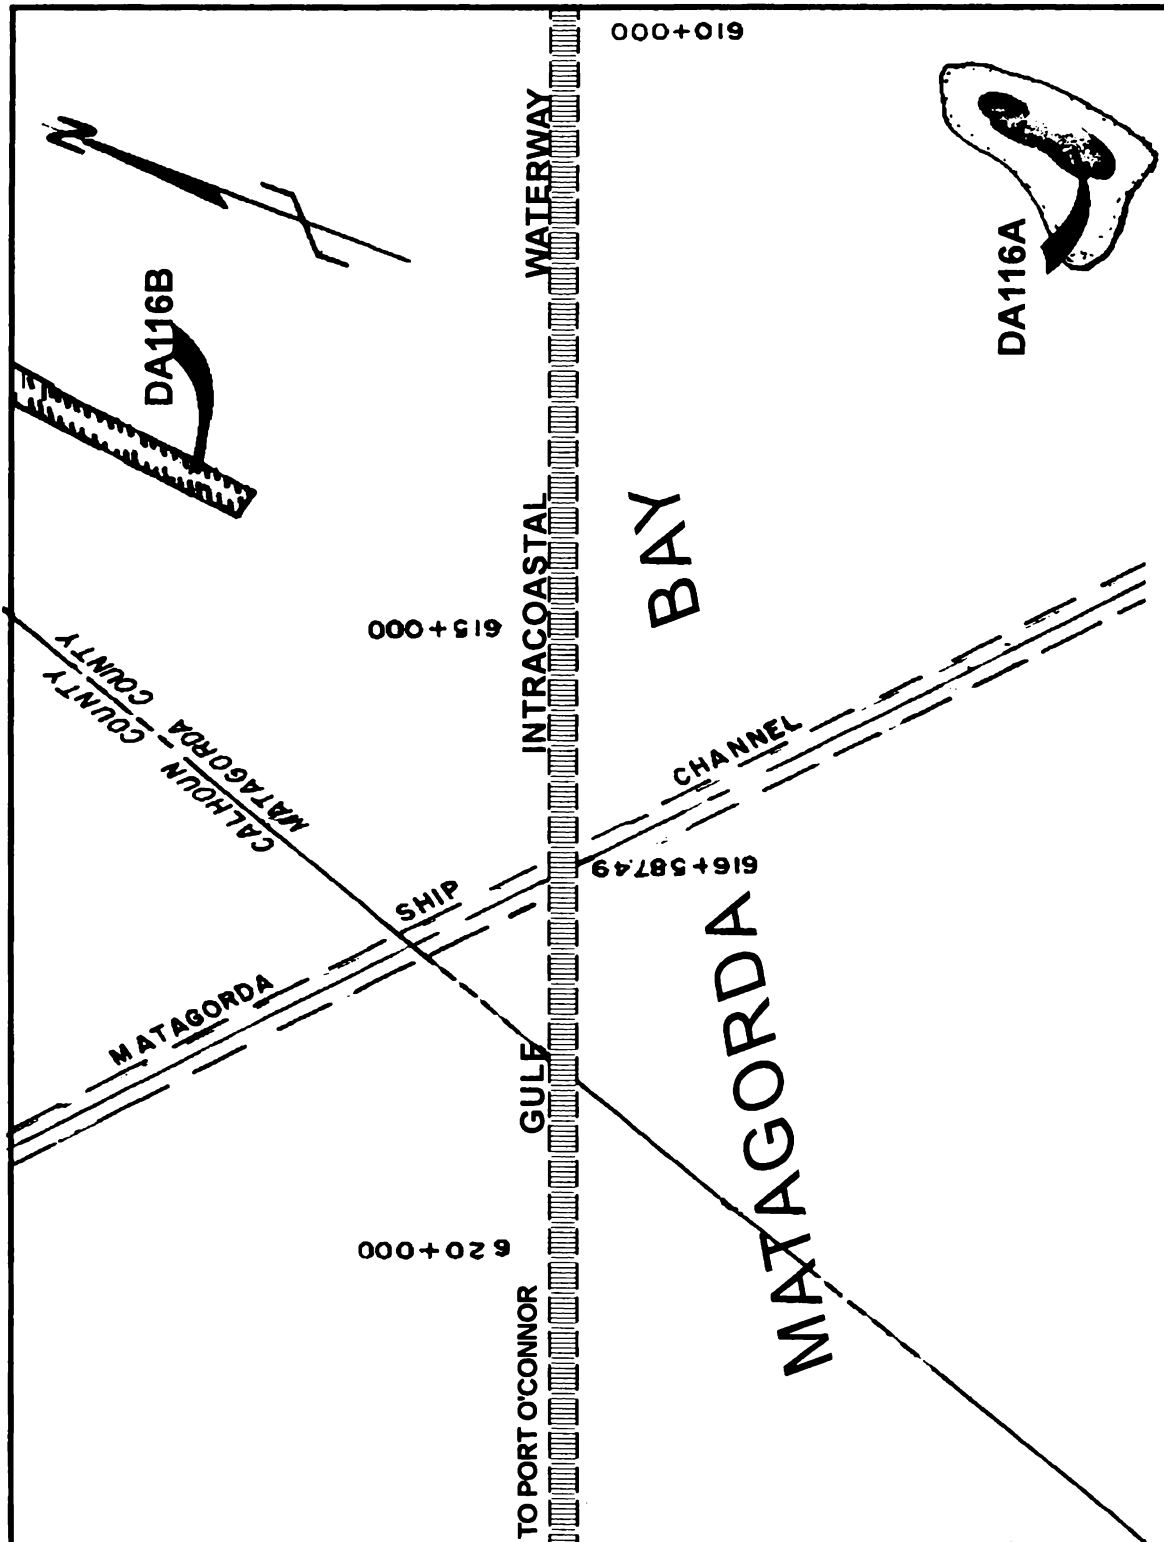 610+000
N
WATERWAY
DA116B
DA116A
INTRACOASTAL
BAY
615+000
CALHOUN COUNTY
MATAGORDA COUNTY
CHANNEL
616+587.49
SHIP
MATAGORDA
GULF
MATAGORDA
620+000
TO PORT O'CONNOR